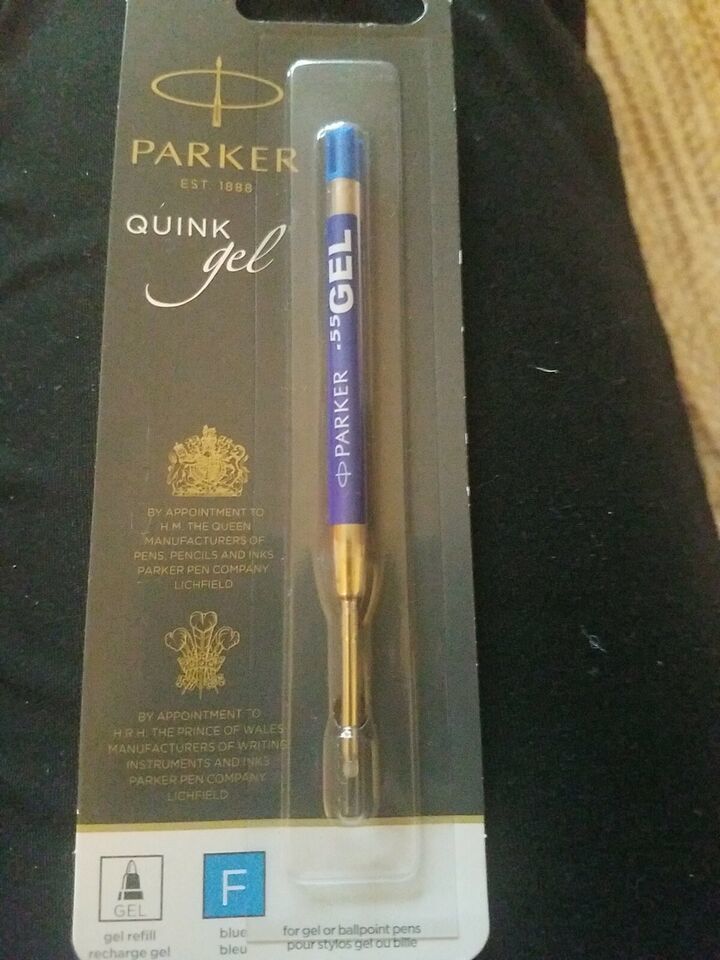 PARKER
EST. 1888
QUINK
gel
PARKER .55 GEL
BY APPOINTMENT TO
H.M. THE QUEEN
MANUFACTURERS OF
PENS, PENCILS AND INKS
PARKER PEN COMPANY
LICHFIELD
BY APPOINTMENT TO
H.R.H. THE PRINCE OF WALES
MANUFACTURERS OF WRITING
INSTRUMENTS AND INKS
PARKER PEN COMPANY
LICHFIELD
GEL
gel refill
recharge gel
F
blue
bleu
for gel or ballpoint pens
pour stylos gel ou bille